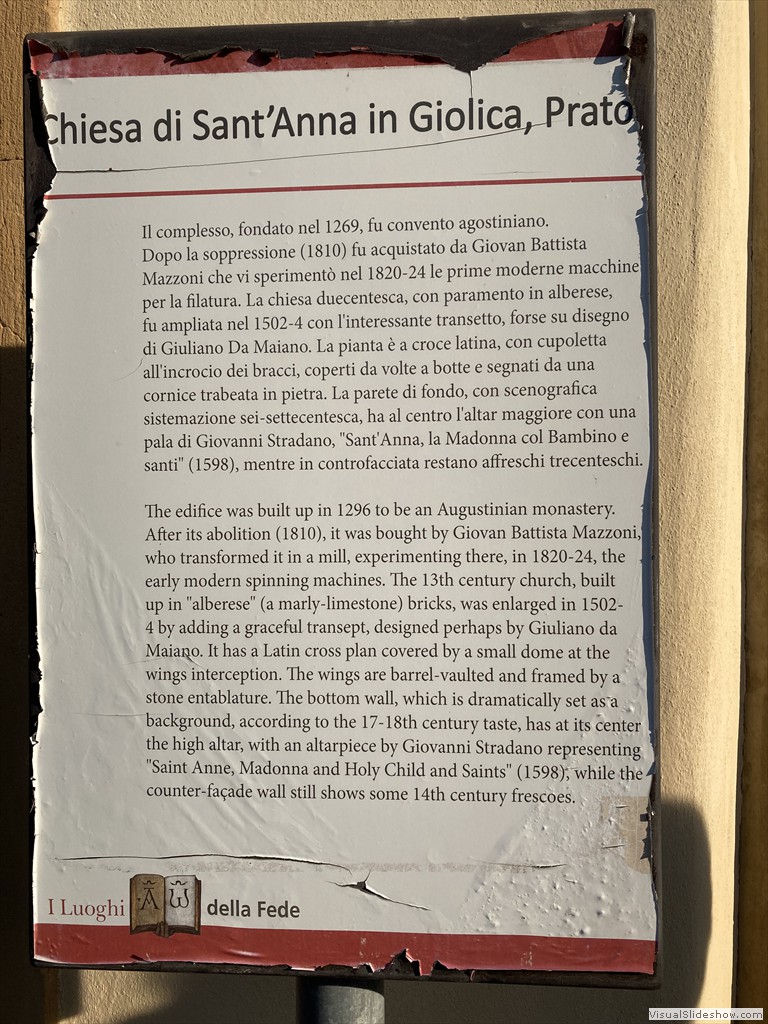 Chiesa di Sant'Anna in Giolica, Prato
Il complesso, fondato nel 1269, fu convento agostiniano.
Dopo la soppressione (1810) fu acquistato da Giovan Battista
Mazzoni che vi sperimentò nel 1820-24 le prime moderne macchine
per la filatura. La chiesa duecentesca, con paramento in alberese,
fu ampliata nel 1502-4 con l'interessante transetto, forse su disegno
di Giuliano Da Maiano. La pianta è a croce latina, con cupoletta
all'incrocio dei bracci, coperti da volte a botte e segnati da una
cornice trabeata in pietra. La parete di fondo, con scenografica
sistemazione sei-settecentesca, ha al centro l'altar maggiore con una
pala di Giovanni Stradano, "Sant'Anna, la Madonna col Bambino e
santi" (1598), mentre in controfacciata restano affreschi trecenteschi.
The edifice was built up in 1296 to be an Augustinian monastery.
After its abolition (1810), it was bought by Giovan Battista Mazzoni,
who transformed it in a mill, experimenting there, in 1820-24, the
early modern spinning machines. The 13th century church, built
up in "alberese" (a marly-limestone) bricks, was enlarged in 1502-
4 by adding a graceful transept, designed perhaps by Giuliano da
Maiano. It has a Latin cross plan covered by a small dome at the
wings interception. The wings are barrel-vaulted and framed by a
stone entablature. The bottom wall, which is dramatically set as a
background, according to the 17-18th century taste, has at its center
the high altar, with an altarpiece by Giovanni Stradano representing
"Saint Anne, Madonna and Holy Child and Saints" (1598), while the
counter-façade wall still shows some 14th century frescoes.
I Luoghi A ω della Fede
VisualSlideshow.com